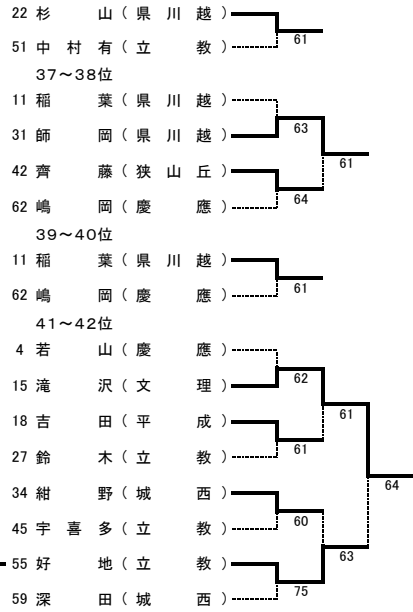 22 杉 山 ( 県 川 越 )
51 中 村 有 ( 立 教 )
61
37～38位
11 稲 葉 ( 県 川 越 )
31 師 岡 ( 県 川 越 )
63
61
42 齊 藤 ( 狭 山 丘 )
62 嶋 岡 ( 慶 應 )
64
39～40位
11 稲 葉 ( 県 川 越 )
62 嶋 岡 ( 慶 應 )
61
41～42位
4 若 山 ( 慶 應 )
15 滝 沢 ( 文 理 )
62
61
18 吉 田 ( 平 成 )
27 鈴 木 ( 立 教 )
61
64
34 紺 野 ( 城 西 )
45 宇 喜 多 ( 立 教 )
60
63
55 好 地 ( 立 教 )
59 深 田 ( 城 西 )
75